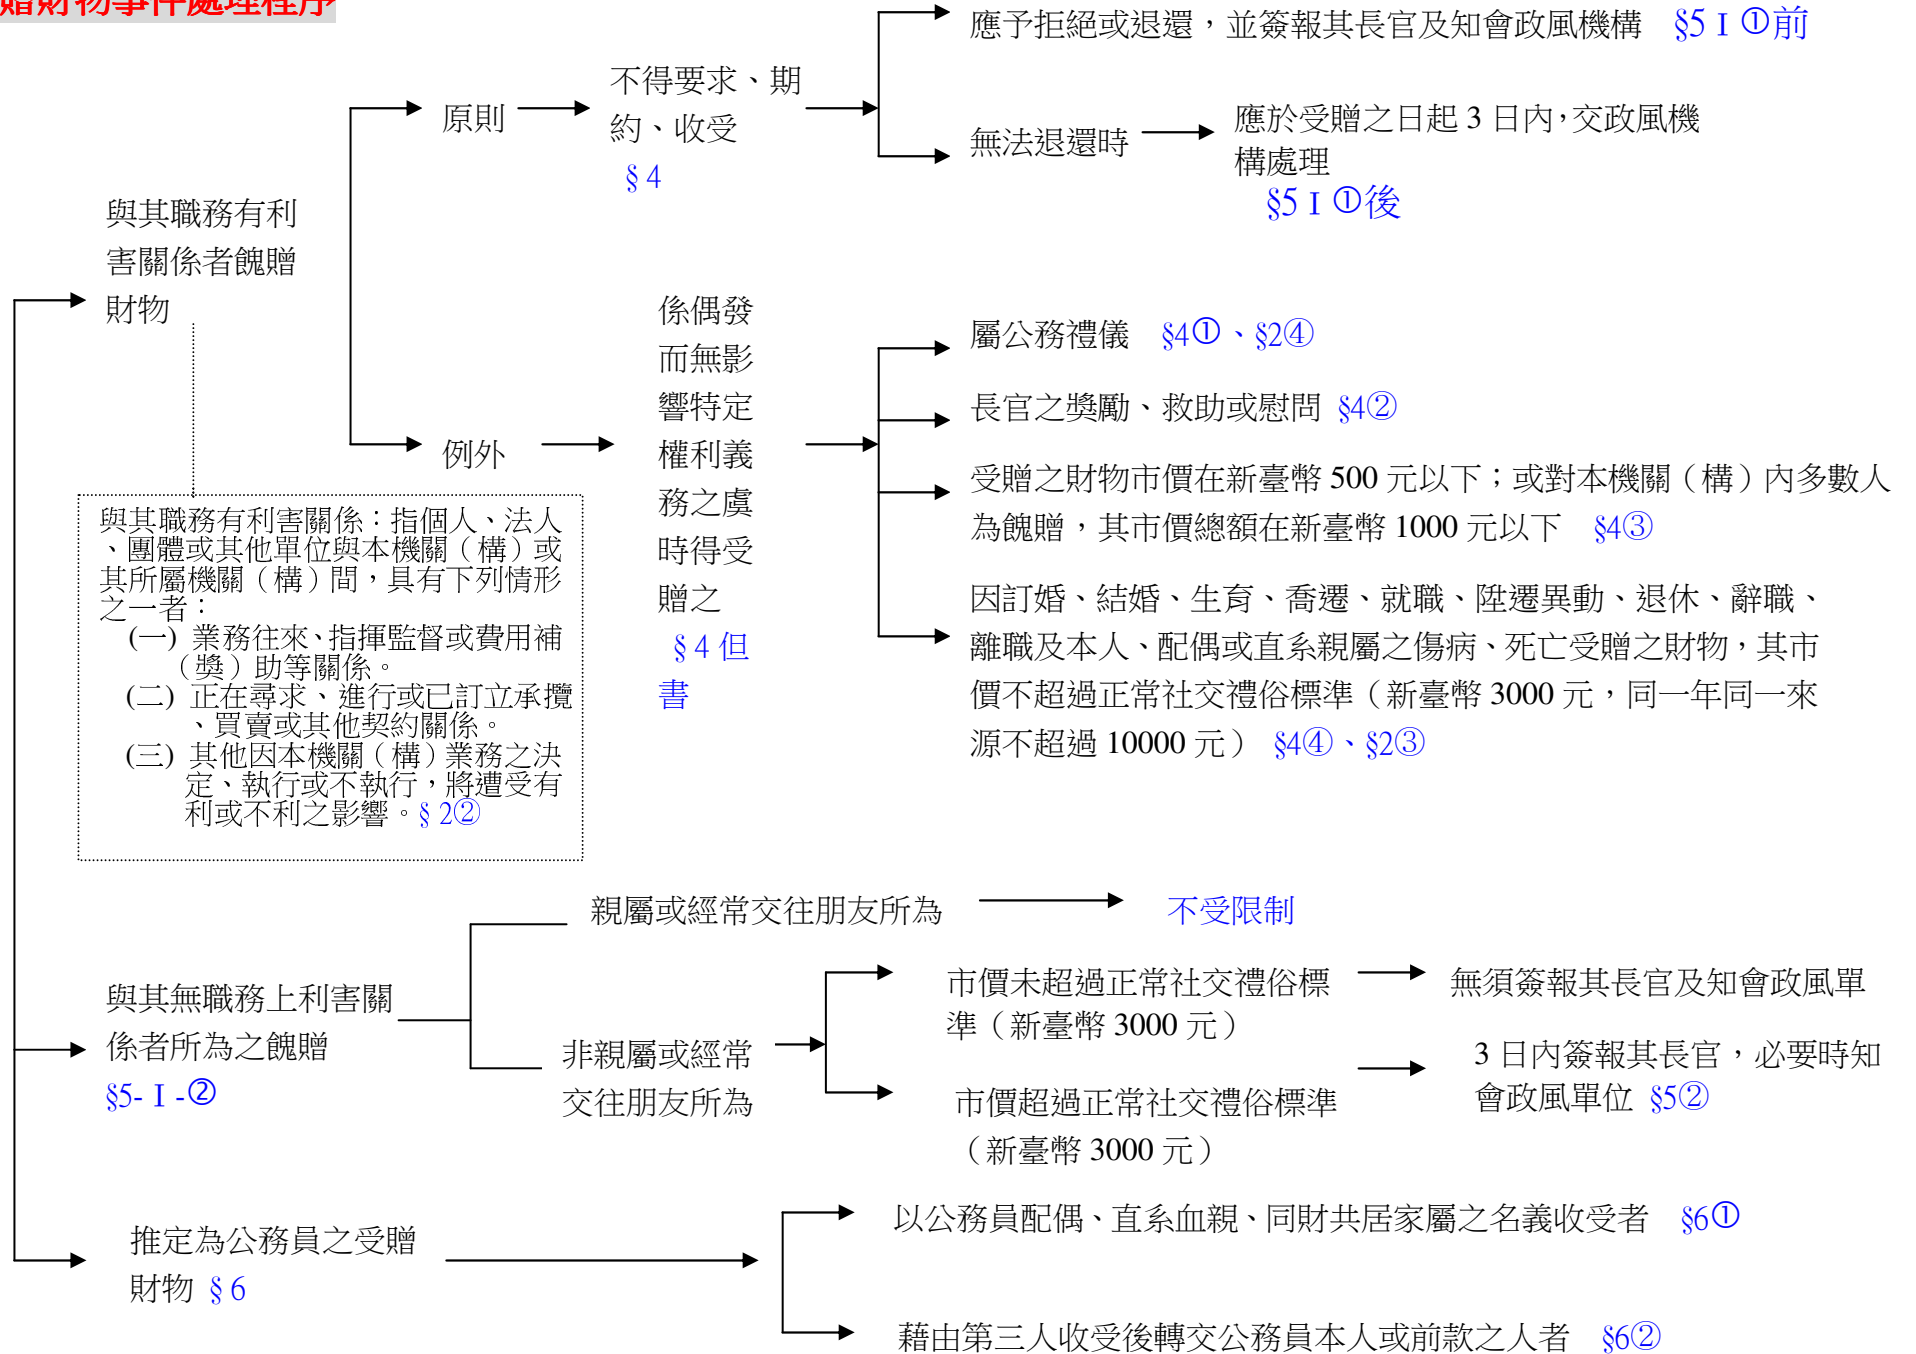 贈財物事件處理程序
應予拒絕或退還，並簽報其長官及知會政風機構 §5 I ①前
原則
不得要求、期
約、收受
§ 4
無法退還時
應於受贈之日起 3 日內，交政風機
構處理
§5 I ①後
與其職務有利
害關係者餽贈
財物
例外
係偶發
而無影
響特定
權利義
務之虞
時得受
贈之
§ 4 但
書
屬公務禮儀 §4①、§2④
長官之獎勵、救助或慰問 §4②
受贈之財物市價在新臺幣 500 元以下；或對本機關（構）內多數人
為餽贈，其市價總額在新臺幣 1000 元以下 §4③
因訂婚、結婚、生育、喬遷、就職、陞遷異動、退休、辭職、
離職及本人、配偶或直系親屬之傷病、死亡受贈之財物，其市
價不超過正常社交禮俗標準（新臺幣 3000 元，同一年同一來
源不超過 10000 元） §4④、§2③
與其職務有利害關係：指個人、法人
、團體或其他單位與本機關（構）或
其所屬機關（構）間，具有下列情形
之一者：
(一) 業務往來、指揮監督或費用補
（獎）助等關係。
(二) 正在尋求、進行或已訂立承攬
、買賣或其他契約關係。
(三) 其他因本機關（構）業務之決
定、執行或不執行，將遭受有
利或不利之影響。§ 2②
與其無職務上利害關
係者所為之餽贈
§5- I -②
親屬或經常交往朋友所為
不受限制
非親屬或經常
交往朋友所為
市價未超過正常社交禮俗標
準（新臺幣 3000 元）
無須簽報其長官及知會政風單
市價超過正常社交禮俗標準
（新臺幣 3000 元）
3 日內簽報其長官，必要時知
會政風單位 §5②
推定為公務員之受贈
財物 § 6
以公務員配偶、直系血親、同財共居家屬之名義收受者 §6①
藉由第三人收受後轉交公務員本人或前款之人者 §6②